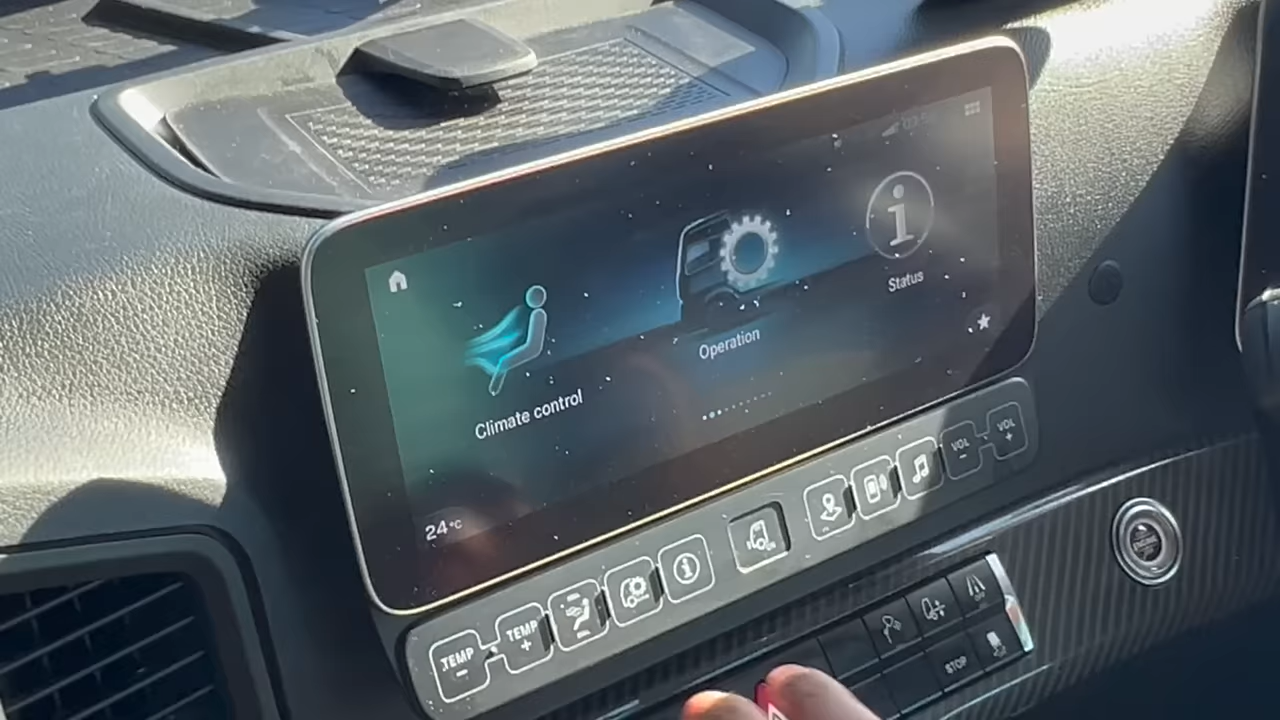 Status
Operation
Climate control
24°C
TEMP
-
TEMP
+
VOL
-
VOL
+
STOP